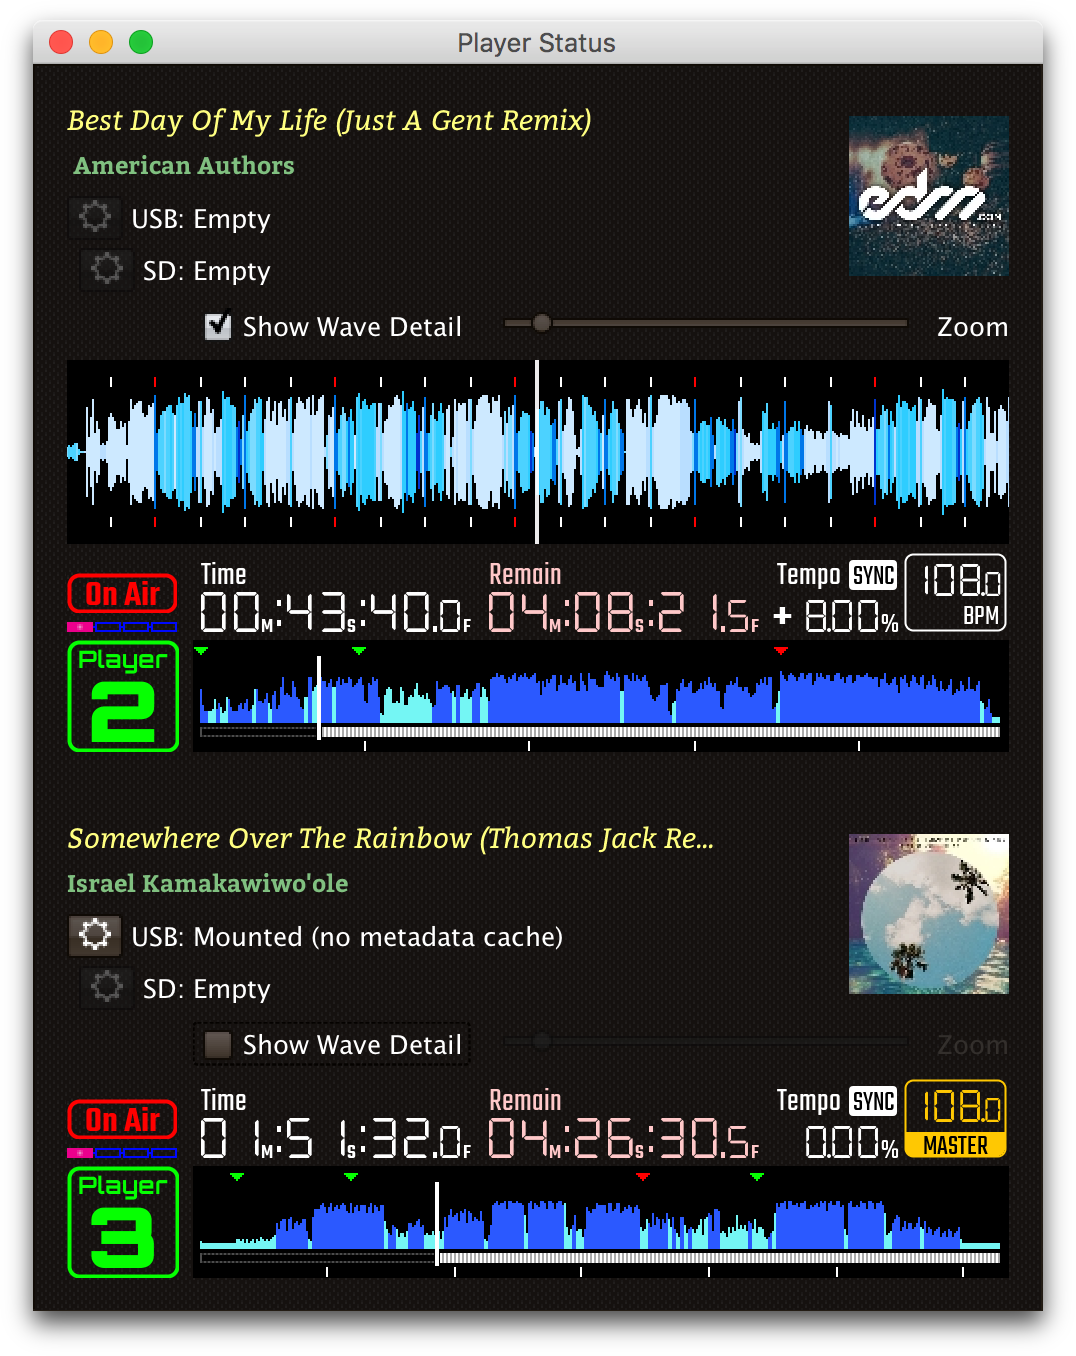 Player Status
Best Day Of My Life (Just A Gent Remix)
American Authors
edm.com
USB: Empty
SD: Empty
Show Wave Detail Zoom
On Air
Time Remain Tempo SYNC
00M:43S:40.0F 04M:08S:21.5F + 8.00% 108.0 BPM
Player
2
Somewhere Over The Rainbow (Thomas Jack Re...
Israel Kamakawiwo'ole
USB: Mounted (no metadata cache)
SD: Empty
Show Wave Detail Zoom
On Air
Time Remain Tempo SYNC
01M:51S:32.0F 04M:26S:30.5F 0.00% 108.0 MASTER
Player
3